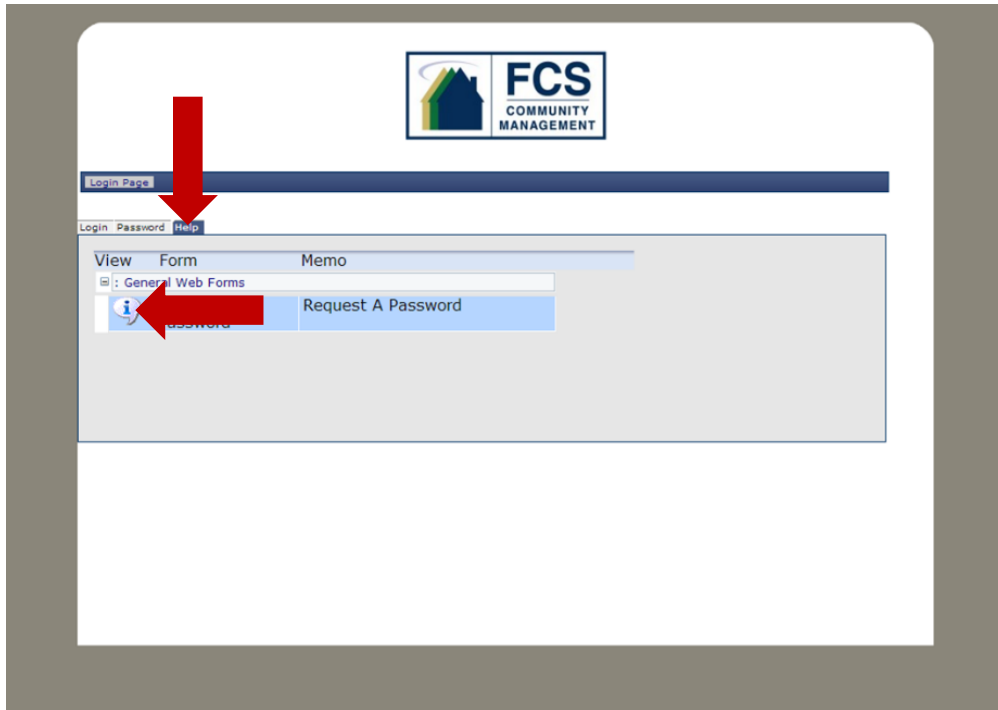 FCS
COMMUNITY
MANAGEMENT
Login Page
Login Password Help
View Form Memo
: General Web Forms
Request A Password